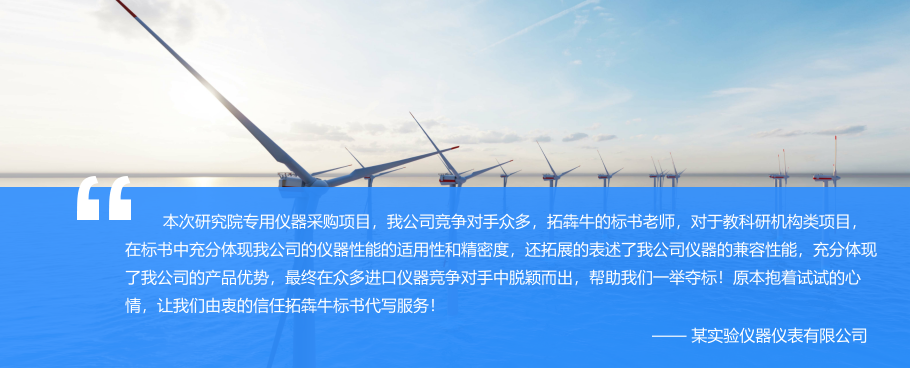 “
本次研究院专用仪器采购项目，我公司竞争对手众多，拓犇牛的标书老师，对于教科研机构类项目，
在标书中充分体现我公司的仪器性能的适用性和精密度，还拓展的表述了我公司仪器的兼容性能，充分体现
了我公司的产品优势，最终在众多进口仪器竞争对手中脱颖而出，帮助我们一举夺标！原本抱着试试的心
情，让我们由衷的信任拓犇牛标书代写服务！
—— 某实验仪器仪表有限公司